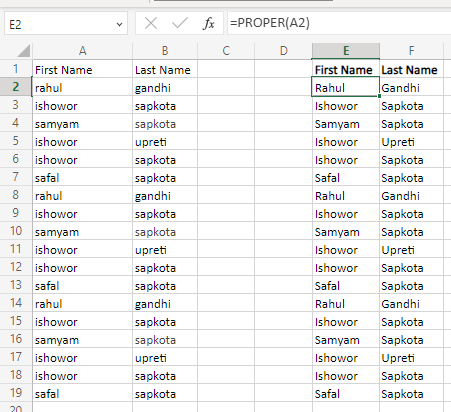 E2 fx =PROPER(A2)
A B C D E F
1 First Name Last Name First Name Last Name
2 rahul gandhi Rahul Gandhi
3 ishowor sapkota Ishowor Sapkota
4 samyam sapkota Samyam Sapkota
5 ishowor upreti Ishowor Upreti
6 ishowor sapkota Ishowor Sapkota
7 safal sapkota Safal Sapkota
8 rahul gandhi Rahul Gandhi
9 ishowor sapkota Ishowor Sapkota
10 samyam sapkota Samyam Sapkota
11 ishowor upreti Ishowor Upreti
12 ishowor sapkota Ishowor Sapkota
13 safal sapkota Safal Sapkota
14 rahul gandhi Rahul Gandhi
15 ishowor sapkota Ishowor Sapkota
16 samyam sapkota Samyam Sapkota
17 ishowor upreti Ishowor Upreti
18 ishowor sapkota Ishowor Sapkota
19 safal sapkota Safal Sapkota
20